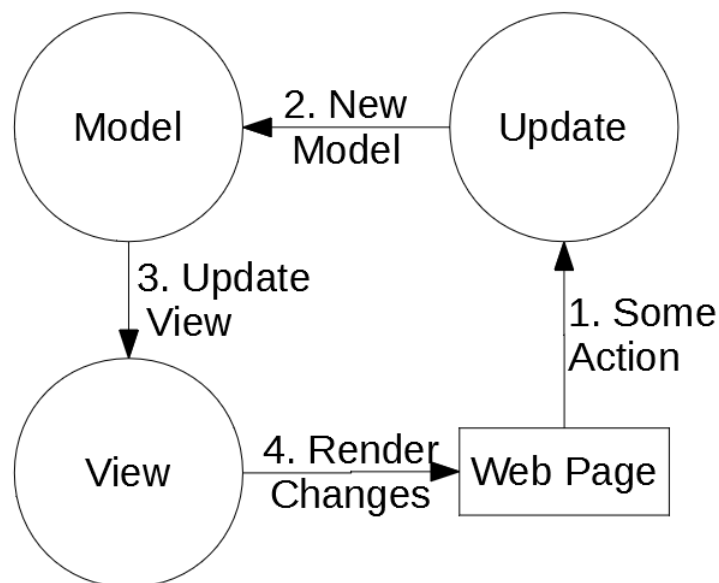 Model
2. New
Model
Update
3. Update
View
1. Some
Action
View
4. Render
Changes
Web Page